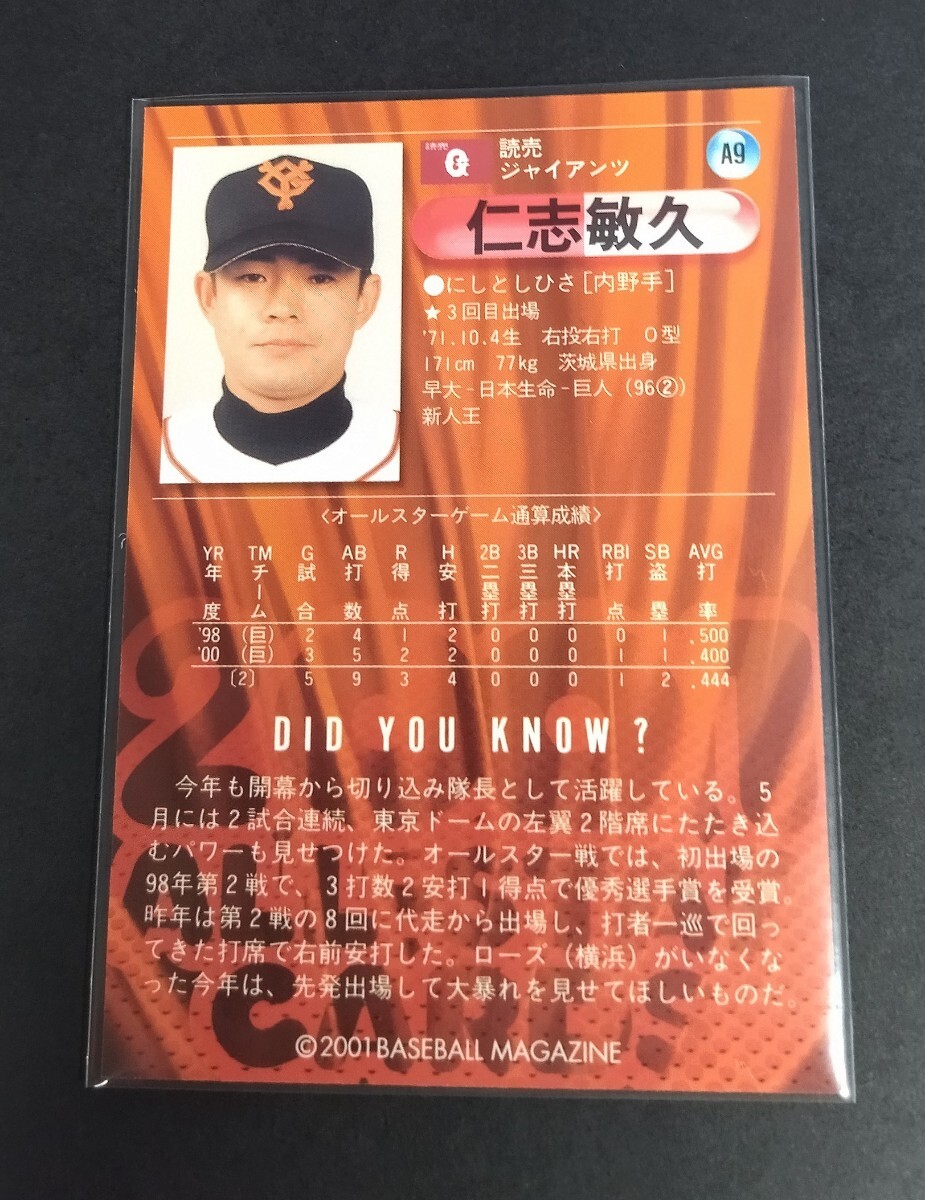 読売
G
読売
ジャイアンツ
A9
仁志敏久
●にしとしひさ[内野手]
★3回目出場
'71.10.4生 右投右打 O型
171cm 77kg 茨城県出身
早大-日本生命-巨人(96②)
新人王
〈オールスターゲーム通算成績〉
YR TM G AB R H 2B 3B HR RBI SB AVG
年度 チーム 試合 打数 得点 安打 二塁打 三塁打 本塁打 打点 盗塁 打率
'98 (巨) 2 4 1 2 0 0 0 0 1 .500
'00 (巨) 3 5 2 2 0 0 0 1 1 .400
〔2〕 5 9 3 4 0 0 0 1 2 .444
DID YOU KNOW?
今年も開幕から切り込み隊長として活躍している。5
月には2試合連続、東京ドームの左翼2階席にたたき込
むパワーも見せつけた。オールスター戦では、初出場の
98年第2戦で、3打数2安打1得点で優秀選手賞を受賞。
昨年は第2戦の8回に代走から出場し、打者一巡で回っ
てきた打席で右前安打した。ローズ(横浜)がいなくな
った今年は、先発出場して大暴れを見せてほしいものだ。
©2001BASEBALL MAGAZINE